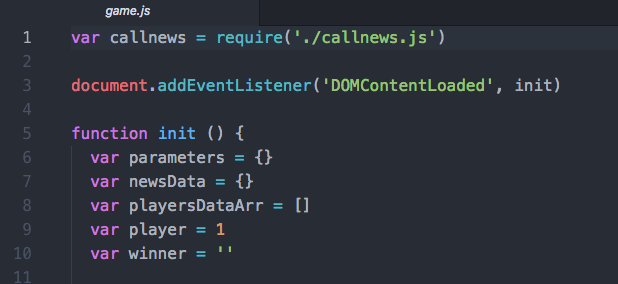 game.js
1 var callnews = require('./callnews.js')
2
3 document.addEventListener('DOMContentLoaded', init)
4
5 function init () {
6 var parameters = {}
7 var newsData = {}
8 var playersDataArr = []
9 var player = 1
10 var winner = ''
11